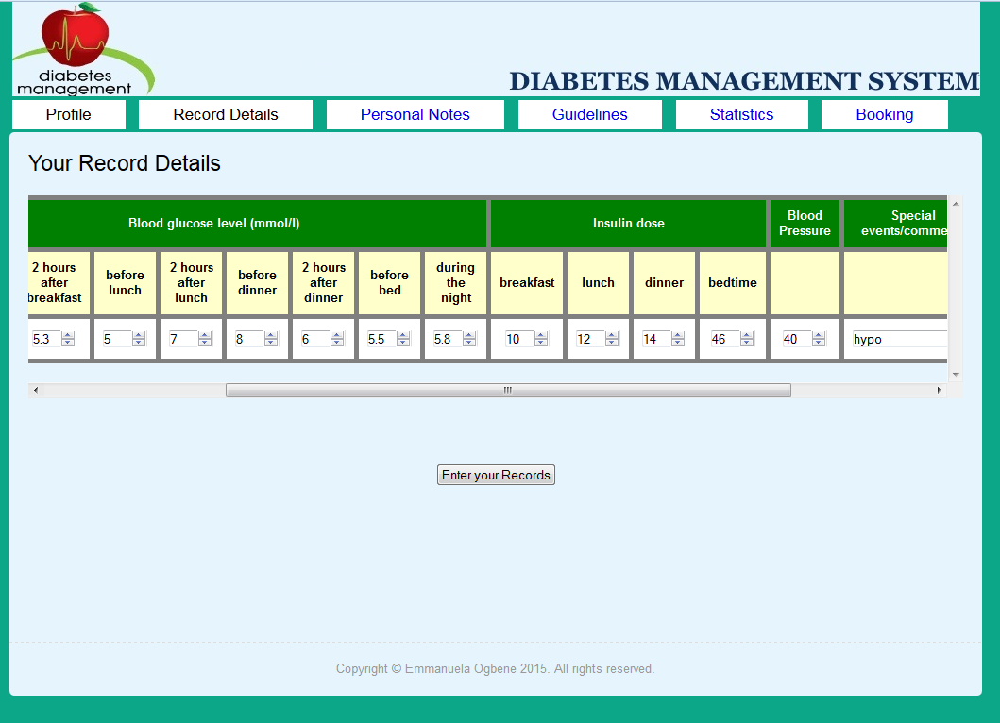 diabetes
management
DIABETES MANAGEMENT SYSTEM
Profile Record Details Personal Notes Guidelines Statistics Booking
Your Record Details
Blood glucose level (mmol/l) Insulin dose Blood Pressure Special events/comme
2 hours after breakfast before lunch 2 hours after lunch before dinner 2 hours after dinner before bed during the night breakfast lunch dinner bedtime
5.3 5 7 8 6 5.5 5.8 10 12 14 46 40 hypo
Enter your Records
Copyright © Emmanuela Ogbene 2015. All rights reserved.